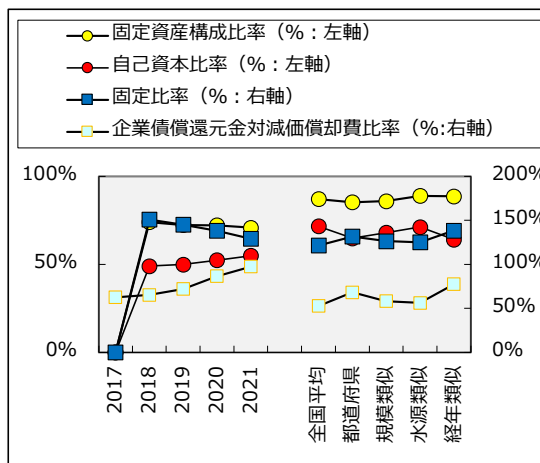 固定資産構成比率（%：左軸）
自己資本比率（%：左軸）
固定比率（%：右軸）
企業債償還元金対減価償却費比率（%:右軸）
100%
50%
0%
200%
150%
100%
50%
0%
2017
2018
2019
2020
2021
全国平均
都道府県
規模類似
水源類似
経年類似